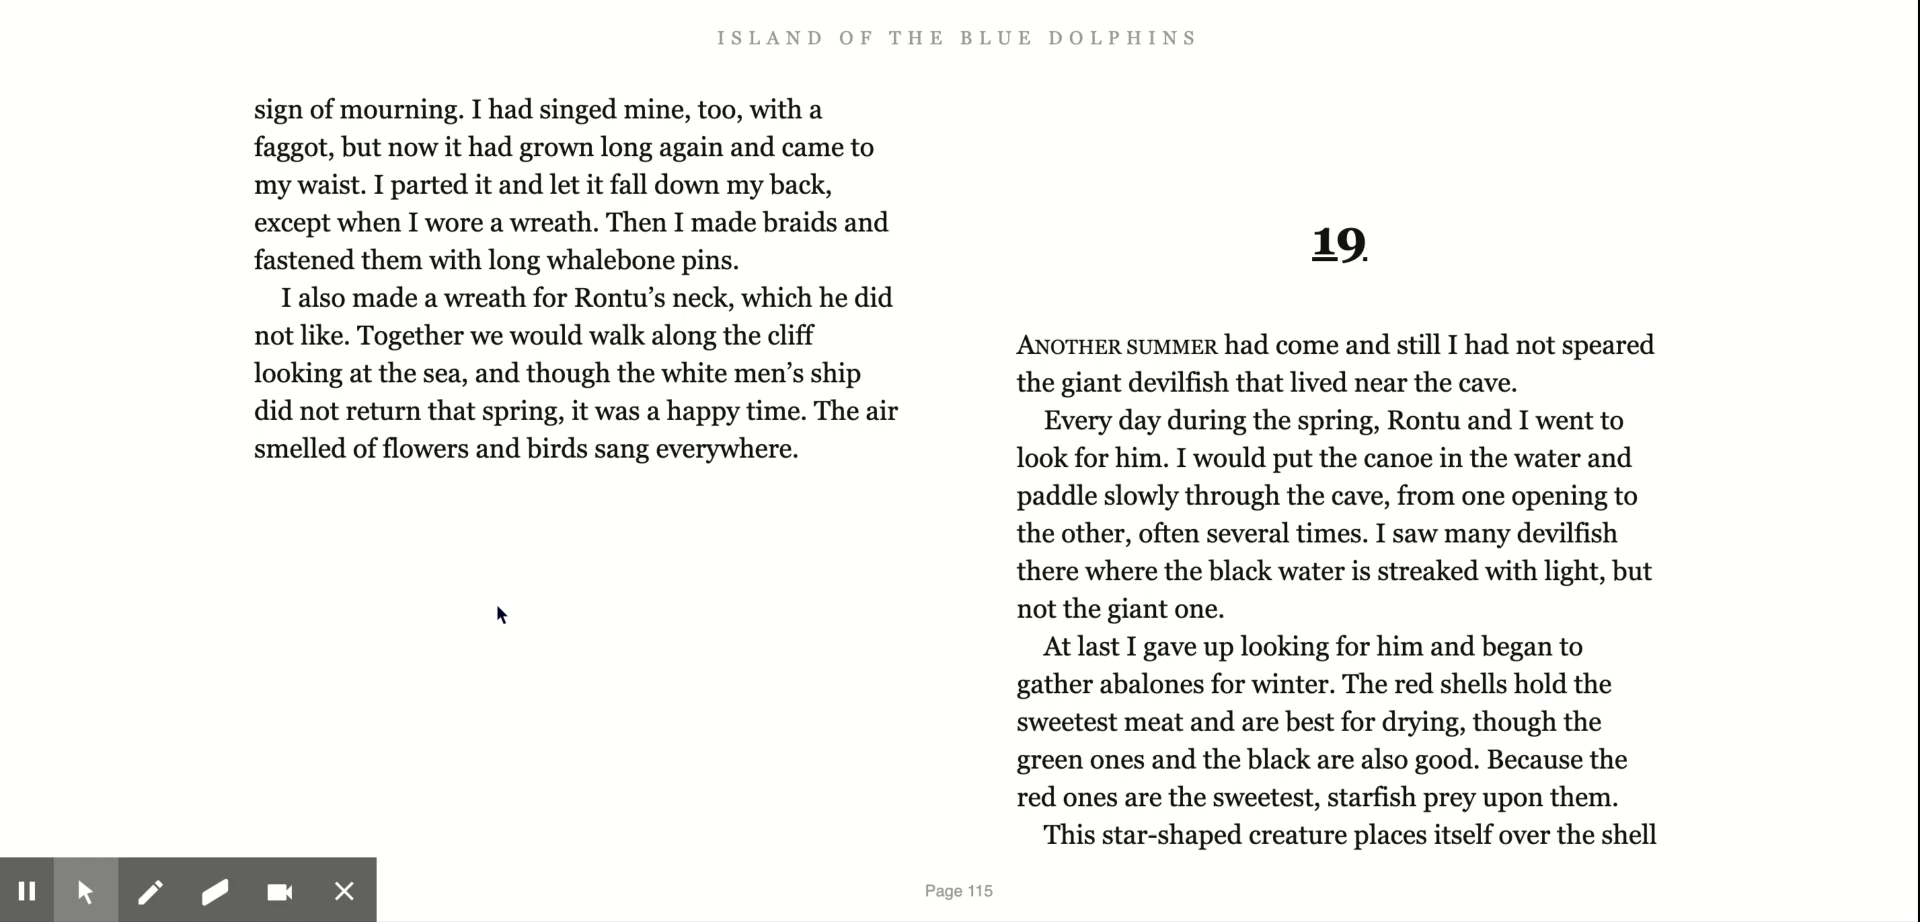 ISLAND OF THE BLUE DOLPHINS
sign of mourning. I had singed mine, too, with a
faggot, but now it had grown long again and came to
my waist. I parted it and let it fall down my back,
except when I wore a wreath. Then I made braids and
fastened them with long whalebone pins.
I also made a wreath for Rontu’s neck, which he did
not like. Together we would walk along the cliff
looking at the sea, and though the white men’s ship
did not return that spring, it was a happy time. The air
smelled of flowers and birds sang everywhere.
19
ANOTHER SUMMER had come and still I had not speared
the giant devilfish that lived near the cave.
Every day during the spring, Rontu and I went to
look for him. I would put the canoe in the water and
paddle slowly through the cave, from one opening to
the other, often several times. I saw many devilfish
there where the black water is streaked with light, but
not the giant one.
At last I gave up looking for him and began to
gather abalones for winter. The red shells hold the
sweetest meat and are best for drying, though the
green ones and the black are also good. Because the
red ones are the sweetest, starfish prey upon them.
This star-shaped creature places itself over the shell
Page 115